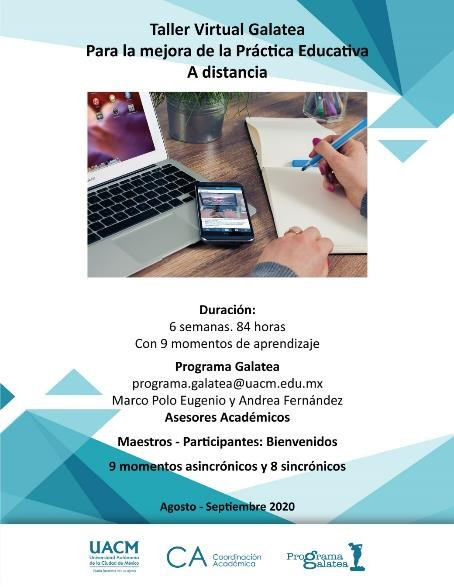 Taller Virtual Galatea
Para la mejora de la Práctica Educativa
A distancia
Duración:
6 semanas. 84 horas
Con 9 momentos de aprendizaje
Programa Galatea
programa.galatea@uacm.edu.mx
Marco Polo Eugenio y Andrea Fernández
Asesores Académicos
Maestros - Participantes: Bienvenidos
9 momentos asincrónicos y 8 sincrónicos
Agosto - Septiembre 2020
UACM
Universidad Autónoma
de la Ciudad de México
CA
Coordinación
Académica
Programa
galatea